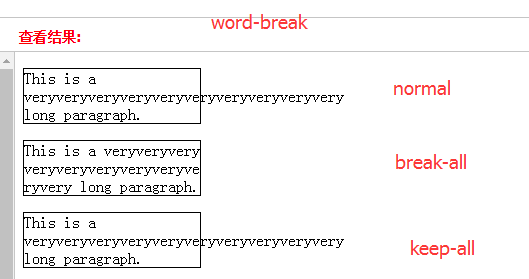 word-break
查看结果:
This is a
veryveryveryveryveryveryveryveryveryvery
long paragraph.
normal
This is a veryveryvery
veryveryveryveryveryve
ryvery long paragraph.
break-all
This is a
veryveryveryveryveryveryveryveryveryvery
long paragraph.
keep-all